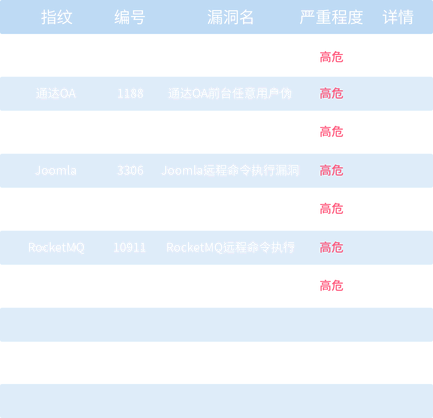 指纹 编号 漏洞名 严重程度 详情
高危
通达OA 1188 通达OA前台任意用户伪 高危
高危
Joomla 3306 Joomla远程命令执行漏洞 高危
高危
RocketMQ 10911 RocketMQ远程命令执行 高危
高危